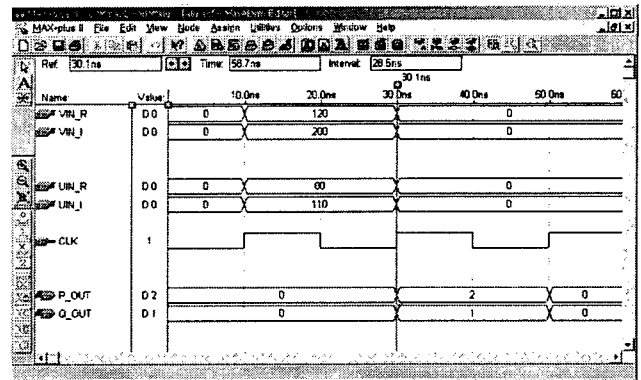 MAX+plus II File Edit View Node Assign Utilities Options Window Help
Ref: 30.1ns Time: 58.7ns Interval: 28.6ns
30.1ns
Name: Value: 10.0ns 20.0ns 30.0ns 40.0ns 50.0ns 60.
VIN_R D 0 0 120 0
VIN_I D 0 0 200 0
UIN_R D 0 0 60 0
UIN_I D 0 0 110 0
CLK 1
P_OUT D 2 0 2 0
Q_OUT D 1 0 1 0